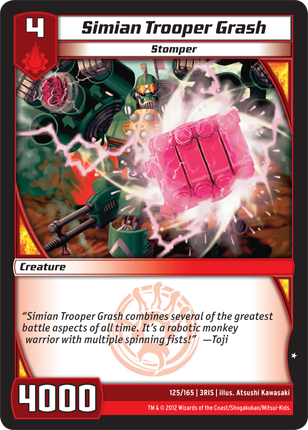 4
Simian Trooper Grash
Stomper
Creature
“Simian Trooper Grash combines several of the greatest
battle aspects of all time. It’s a robotic monkey
warrior with multiple spinning fists!” —Toji
4000
125/165 | 3RIS | illus. Atsushi Kawasaki
TM & © 2012 Wizards of the Coast/Shogakukan/Mitsui-Kids.